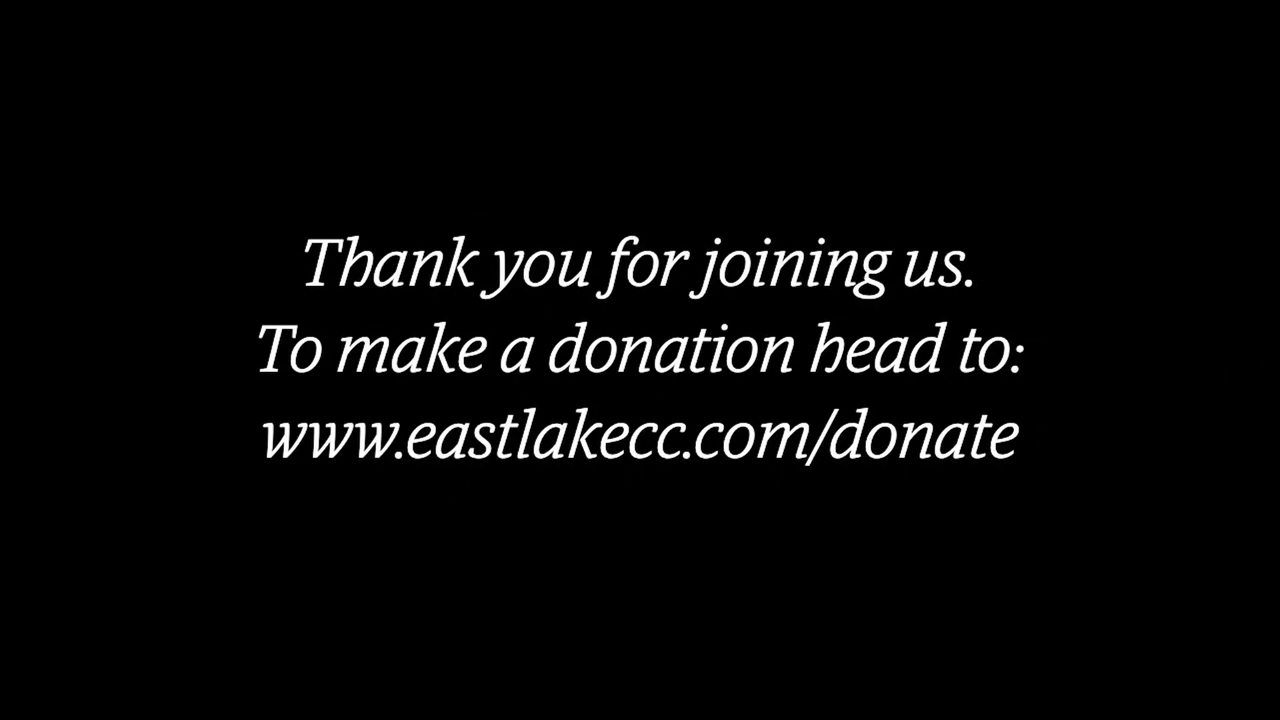 Thank you for joining us.
To make a donation head to:
www.eastlakecc.com/donate